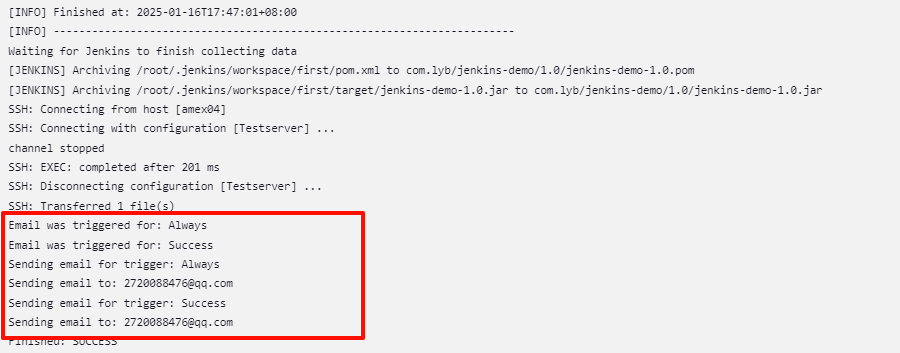 [INFO] Finished at: 2025-01-16T17:47:01+08:00
[INFO] ------------------------------------------------------------------------
Waiting for Jenkins to finish collecting data
[JENKINS] Archiving /root/.jenkins/workspace/first/pom.xml to com.lyb/jenkins-demo/1.0/jenkins-demo-1.0.pom
[JENKINS] Archiving /root/.jenkins/workspace/first/target/jenkins-demo-1.0.jar to com.lyb/jenkins-demo/1.0/jenkins-demo-1.0.jar
SSH: Connecting from host [amex04]
SSH: Connecting with configuration [Testserver] ...
channel stopped
SSH: EXEC: completed after 201 ms
SSH: Disconnecting configuration [Testserver] ...
SSH: Transferred 1 file(s)
Email was triggered for: Always
Email was triggered for: Success
Sending email for trigger: Always
Sending email to: 2720088476@qq.com
Sending email for trigger: Success
Sending email to: 2720088476@qq.com
Finished: SUCCESS